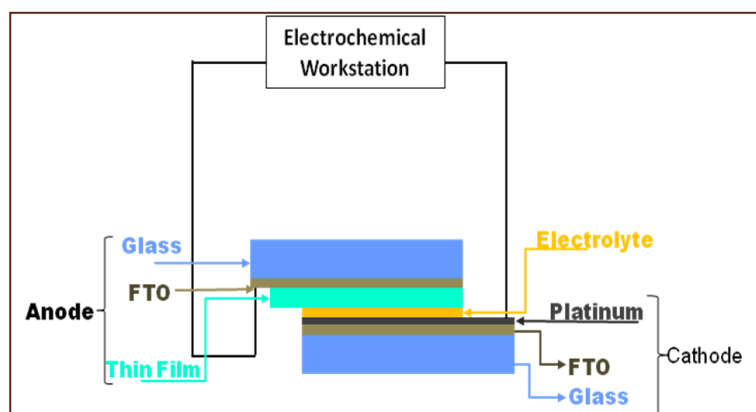 Electrochemical
Workstation
Glass
Electrolyte
FTO
Anode
Platinum
Cathode
Thin Film
FTO
Glass